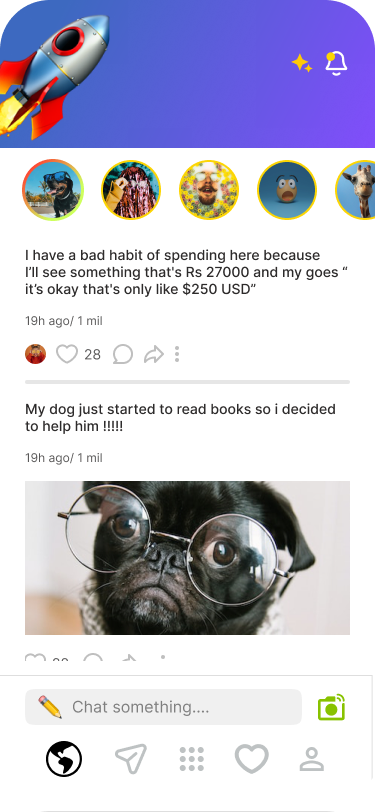 I have a bad habit of spending here because
I’ll see something that's Rs 27000 and my goes “
it’s okay that's only like $250 USD”
19h ago/ 1 mil
28
My dog just started to read books so i decided
to help him !!!!!
19h ago/ 1 mil
Chat something....